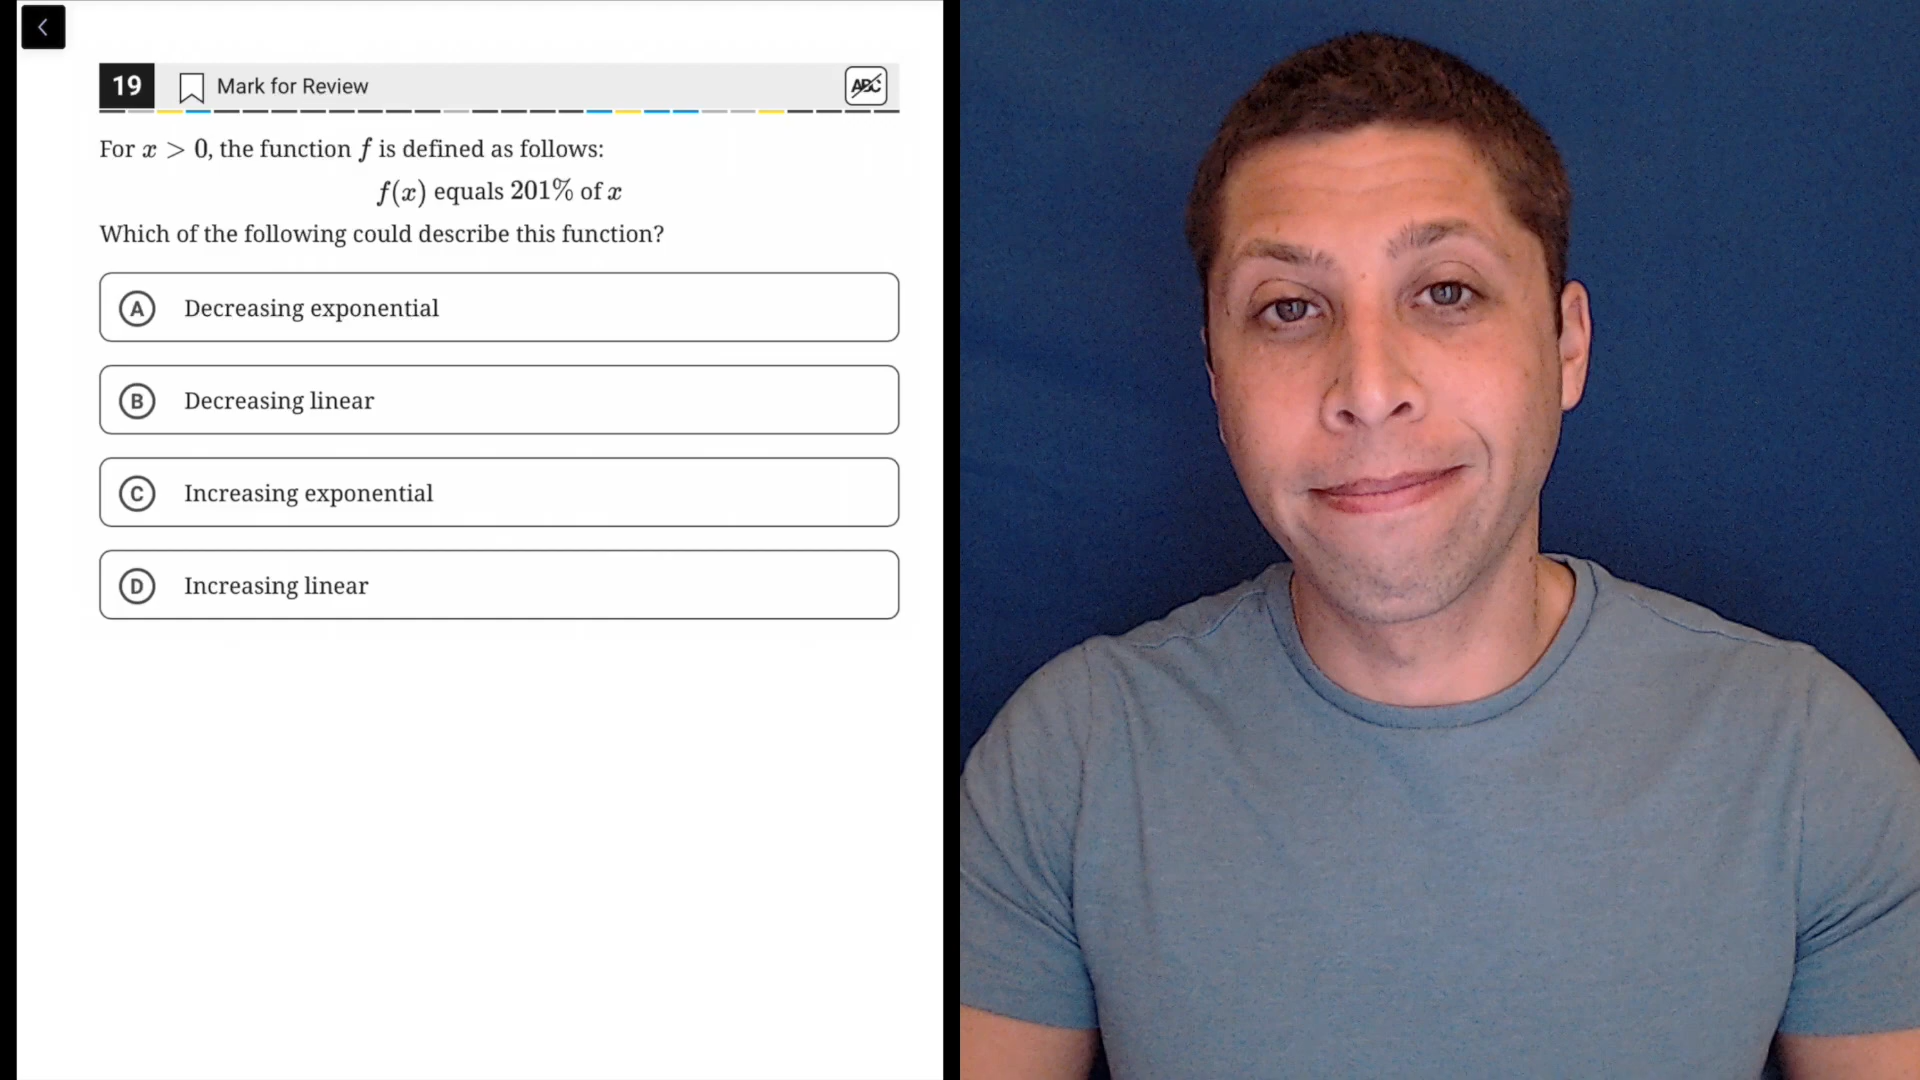 19 Mark for Review ABC
For x > 0, the function f is defined as follows:
f(x) equals 201% of x
Which of the following could describe this function?
A Decreasing exponential
B Decreasing linear
C Increasing exponential
D Increasing linear